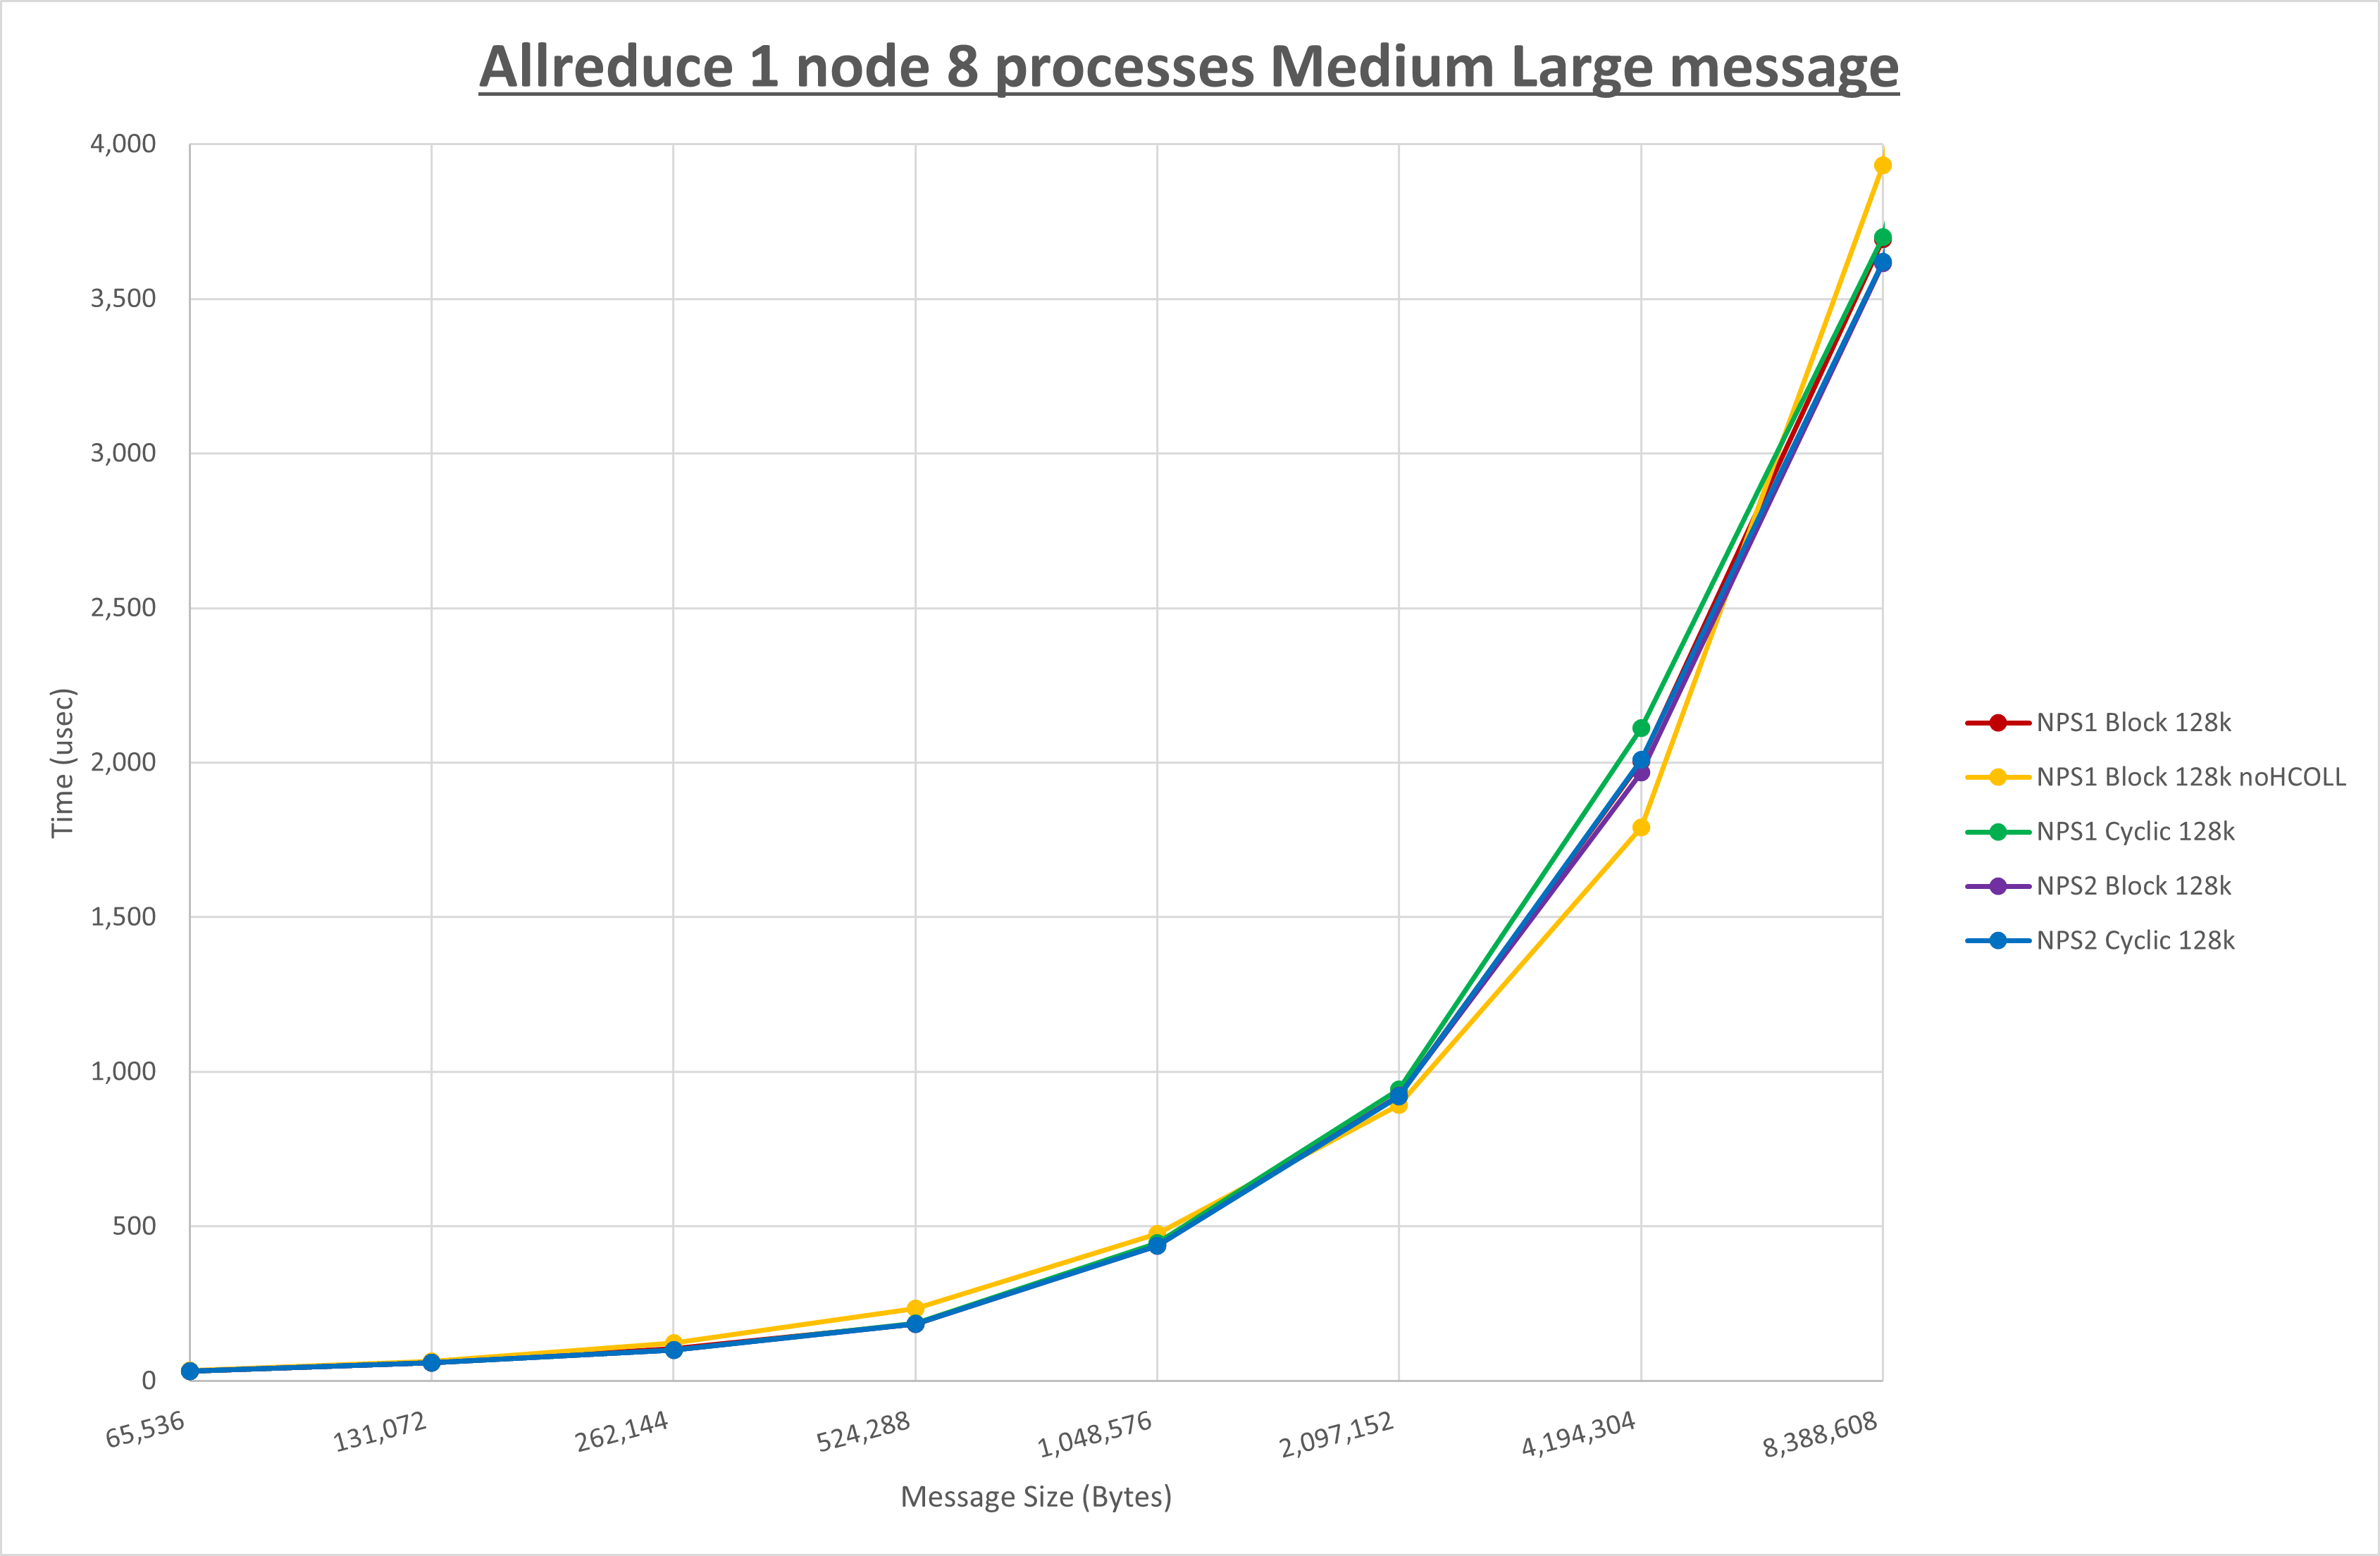 Allreduce 1 node 8 processes Medium Large message
4,000
3,500
3,000
2,500
2,000
1,500
1,000
500
0
Time (usec)
65,536
131,072
262,144
524,288
1,048,576
2,097,152
4,194,304
8,388,608
Message Size (Bytes)
NPS1 Block 128k
NPS1 Block 128k noHCOLL
NPS1 Cyclic 128k
NPS2 Block 128k
NPS2 Cyclic 128k